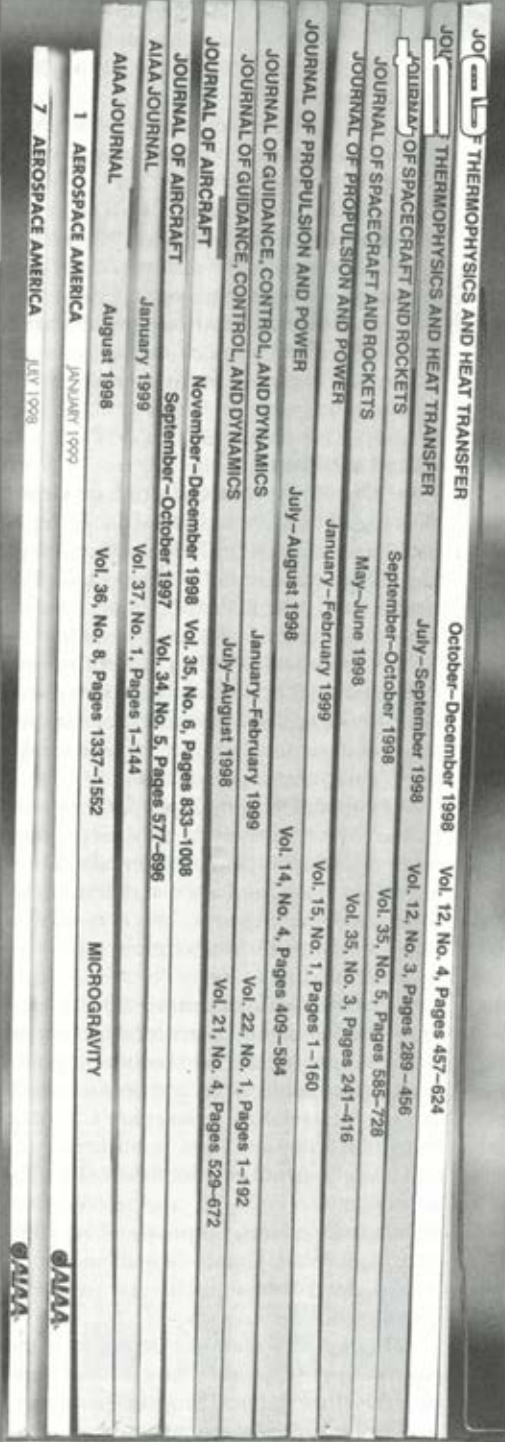 JO F THERMOPHYSICS AND HEAT TRANSFER October–December 1998 Vol. 12, No. 4, Pages 457–624
JOU THERMOPHYSICS AND HEAT TRANSFER July–September 1998 Vol. 12, No. 3, Pages 289–456
JOURNAL OF SPACECRAFT AND ROCKETS September–October 1998 Vol. 35, No. 5, Pages 585–728
JOURNAL OF SPACECRAFT AND ROCKETS May–June 1998 Vol. 35, No. 3, Pages 241–416
JOURNAL OF PROPULSION AND POWER January–February 1999 Vol. 15, No. 1, Pages 1–160
JOURNAL OF PROPULSION AND POWER July–August 1998 Vol. 14, No. 4, Pages 409–584
JOURNAL OF GUIDANCE, CONTROL, AND DYNAMICS January–February 1999 Vol. 22, No. 1, Pages 1–192
JOURNAL OF GUIDANCE, CONTROL, AND DYNAMICS July–August 1998 Vol. 21, No. 4, Pages 529–672
JOURNAL OF AIRCRAFT November–December 1998 Vol. 35, No. 6, Pages 833–1008
JOURNAL OF AIRCRAFT September–October 1997 Vol. 34, No. 5, Pages 577–696
AIAA JOURNAL January 1999 Vol. 37, No. 1, Pages 1–144
AIAA JOURNAL August 1998 Vol. 36, No. 8, Pages 1337–1552 MICROGRAVITY
1 AEROSPACE AMERICA JANUARY 1999 AIAA
7 AEROSPACE AMERICA JULY 1998 AIAA